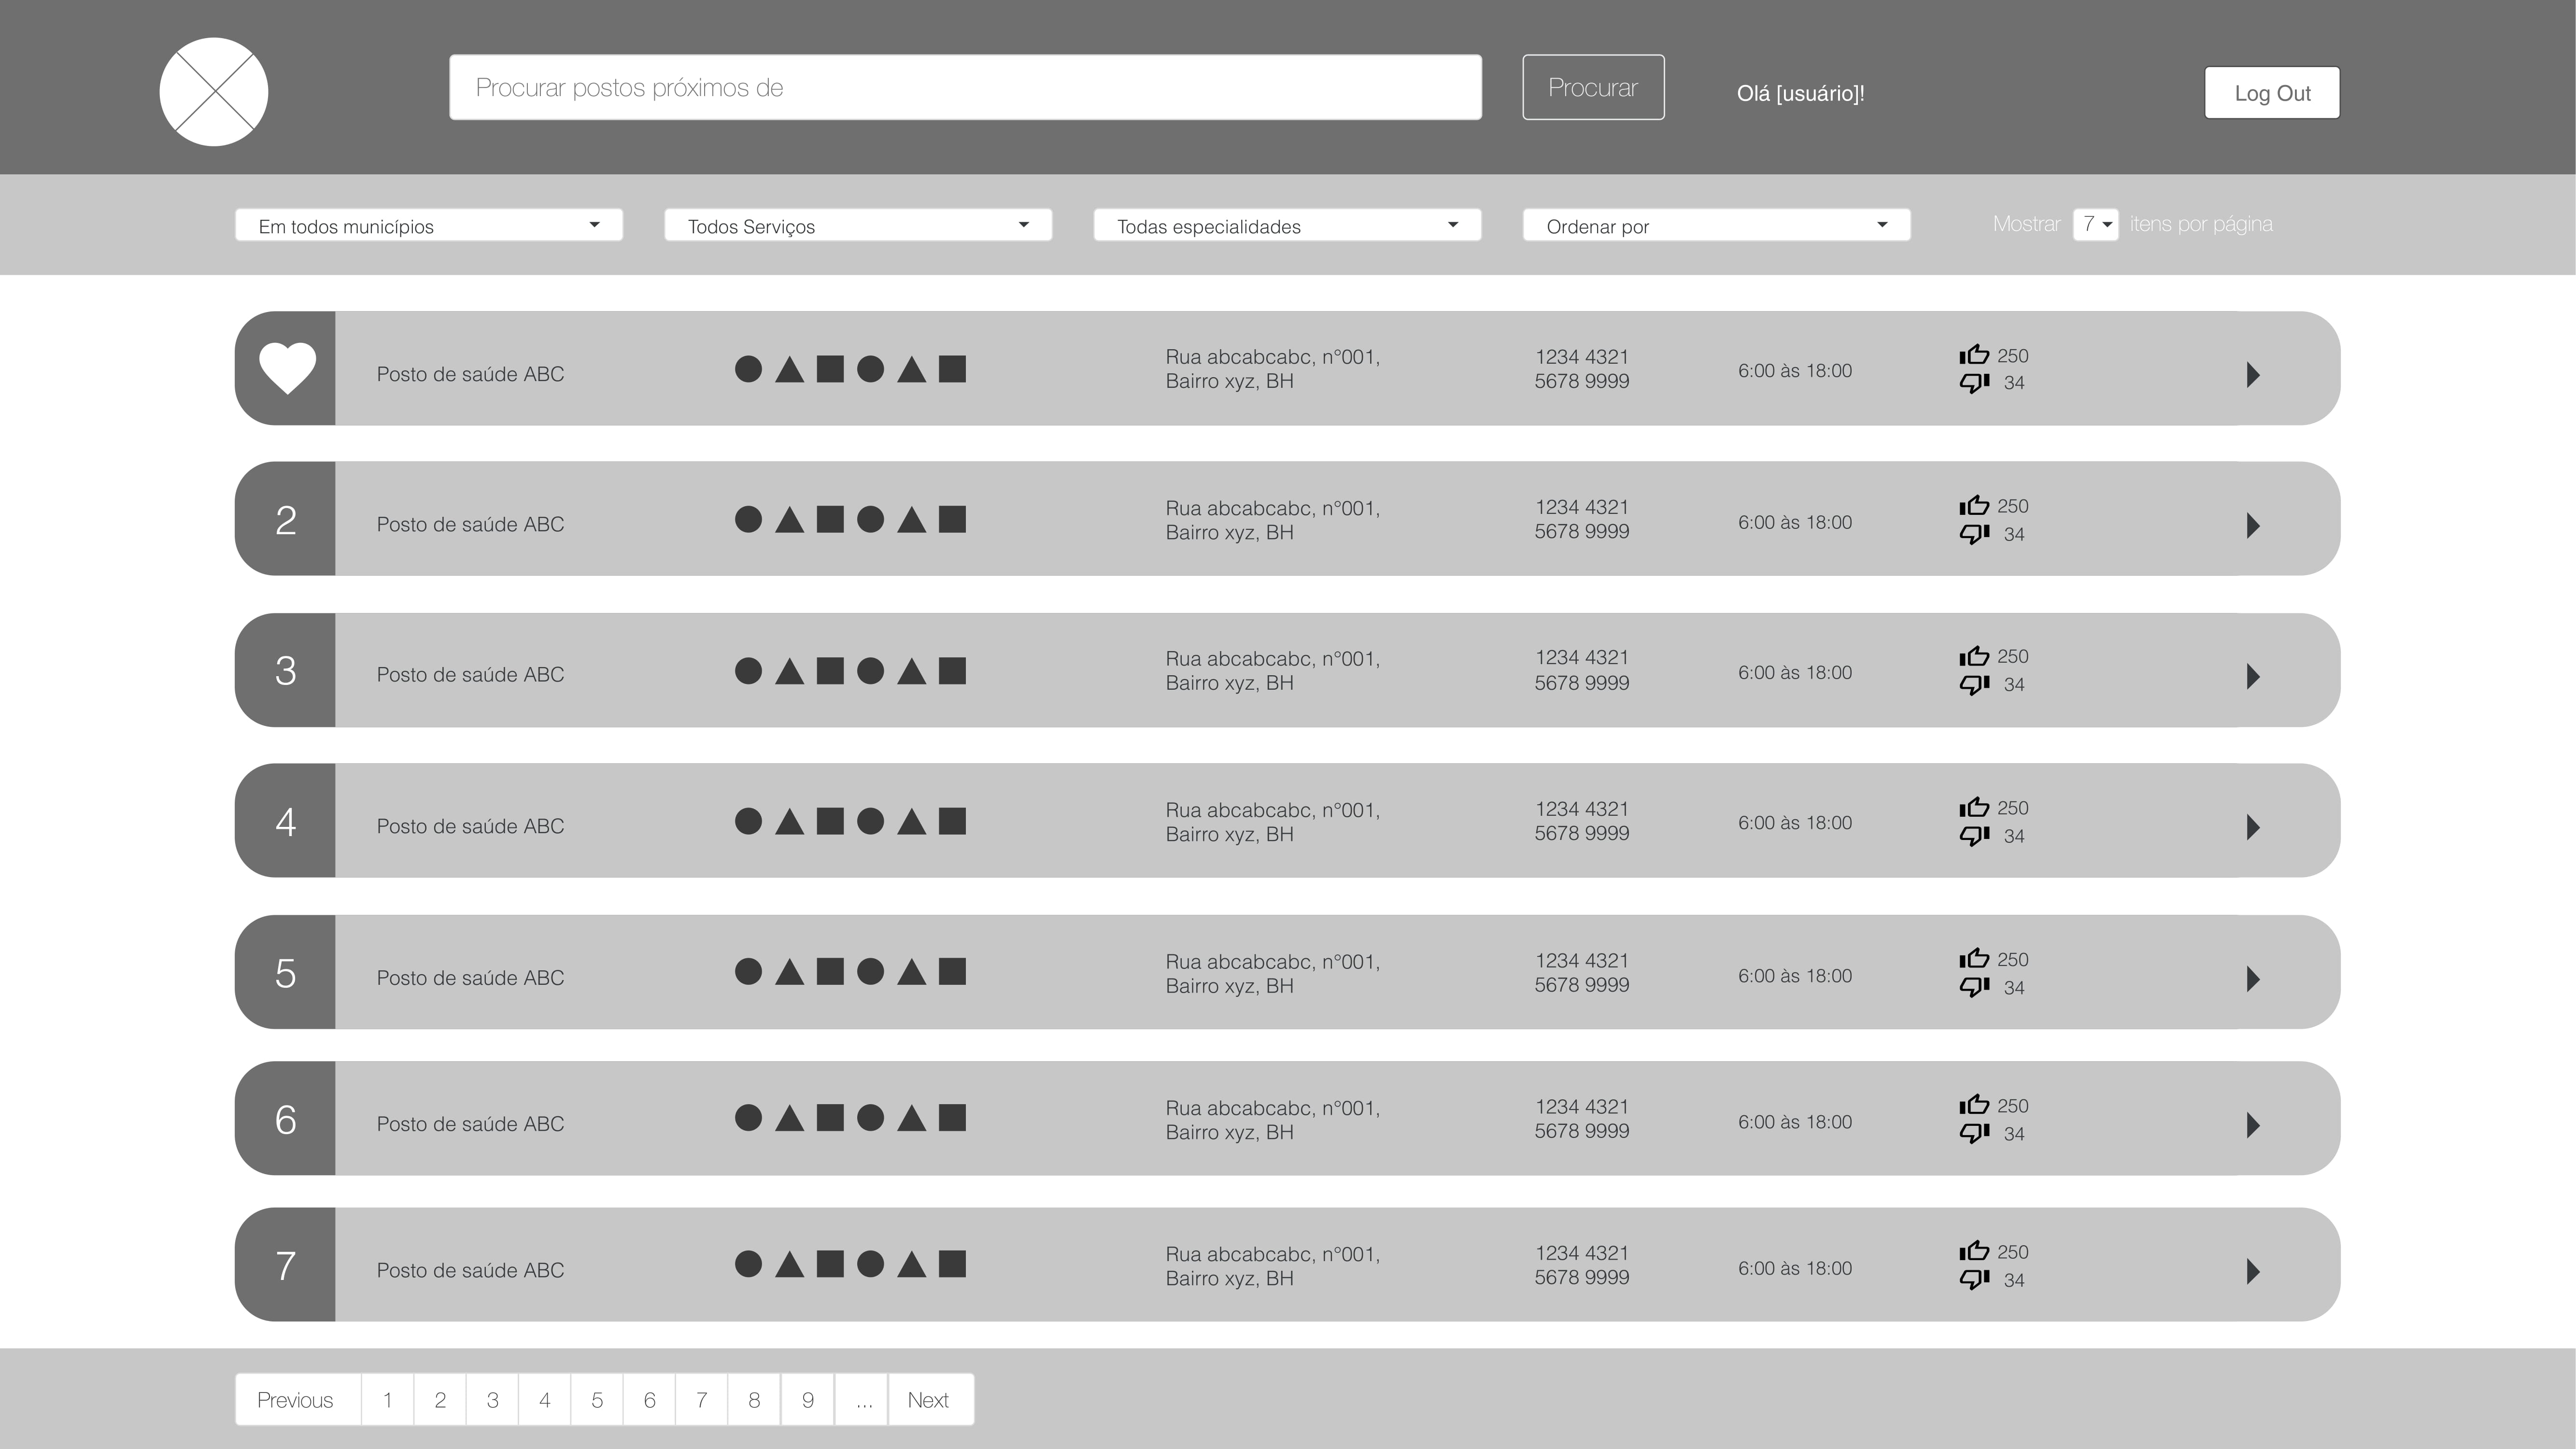 Procurar postos próximos de
Procurar
Olá [usuário]!
Log Out
Em todos municípios
Todos Serviços
Todas especialidades
Ordenar por
Mostrar 7 itens por página
Posto de saúde ABC
Rua abcabcabc, nº001,
Bairro xyz, BH
1234 4321
5678 9999
6:00 às 18:00
250
34
2
Posto de saúde ABC
Rua abcabcabc, nº001,
Bairro xyz, BH
1234 4321
5678 9999
6:00 às 18:00
250
34
3
Posto de saúde ABC
Rua abcabcabc, nº001,
Bairro xyz, BH
1234 4321
5678 9999
6:00 às 18:00
250
34
4
Posto de saúde ABC
Rua abcabcabc, nº001,
Bairro xyz, BH
1234 4321
5678 9999
6:00 às 18:00
250
34
5
Posto de saúde ABC
Rua abcabcabc, nº001,
Bairro xyz, BH
1234 4321
5678 9999
6:00 às 18:00
250
34
6
Posto de saúde ABC
Rua abcabcabc, nº001,
Bairro xyz, BH
1234 4321
5678 9999
6:00 às 18:00
250
34
7
Posto de saúde ABC
Rua abcabcabc, nº001,
Bairro xyz, BH
1234 4321
5678 9999
6:00 às 18:00
250
34
Previous 1 2 3 4 5 6 7 8 9 ... Next